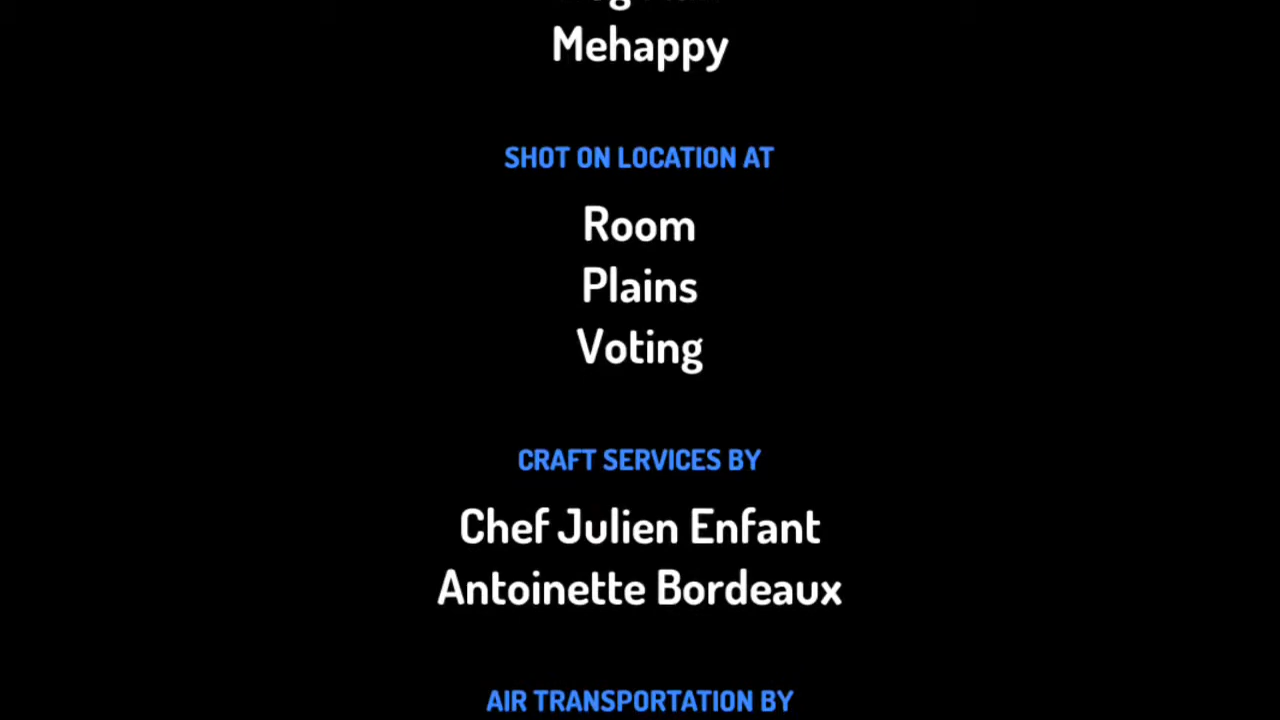 Mehappy
SHOT ON LOCATION AT
Room
Plains
Voting
CRAFT SERVICES BY
Chef Julien Enfant
Antoinette Bordeaux
AIR TRANSPORTATION BY